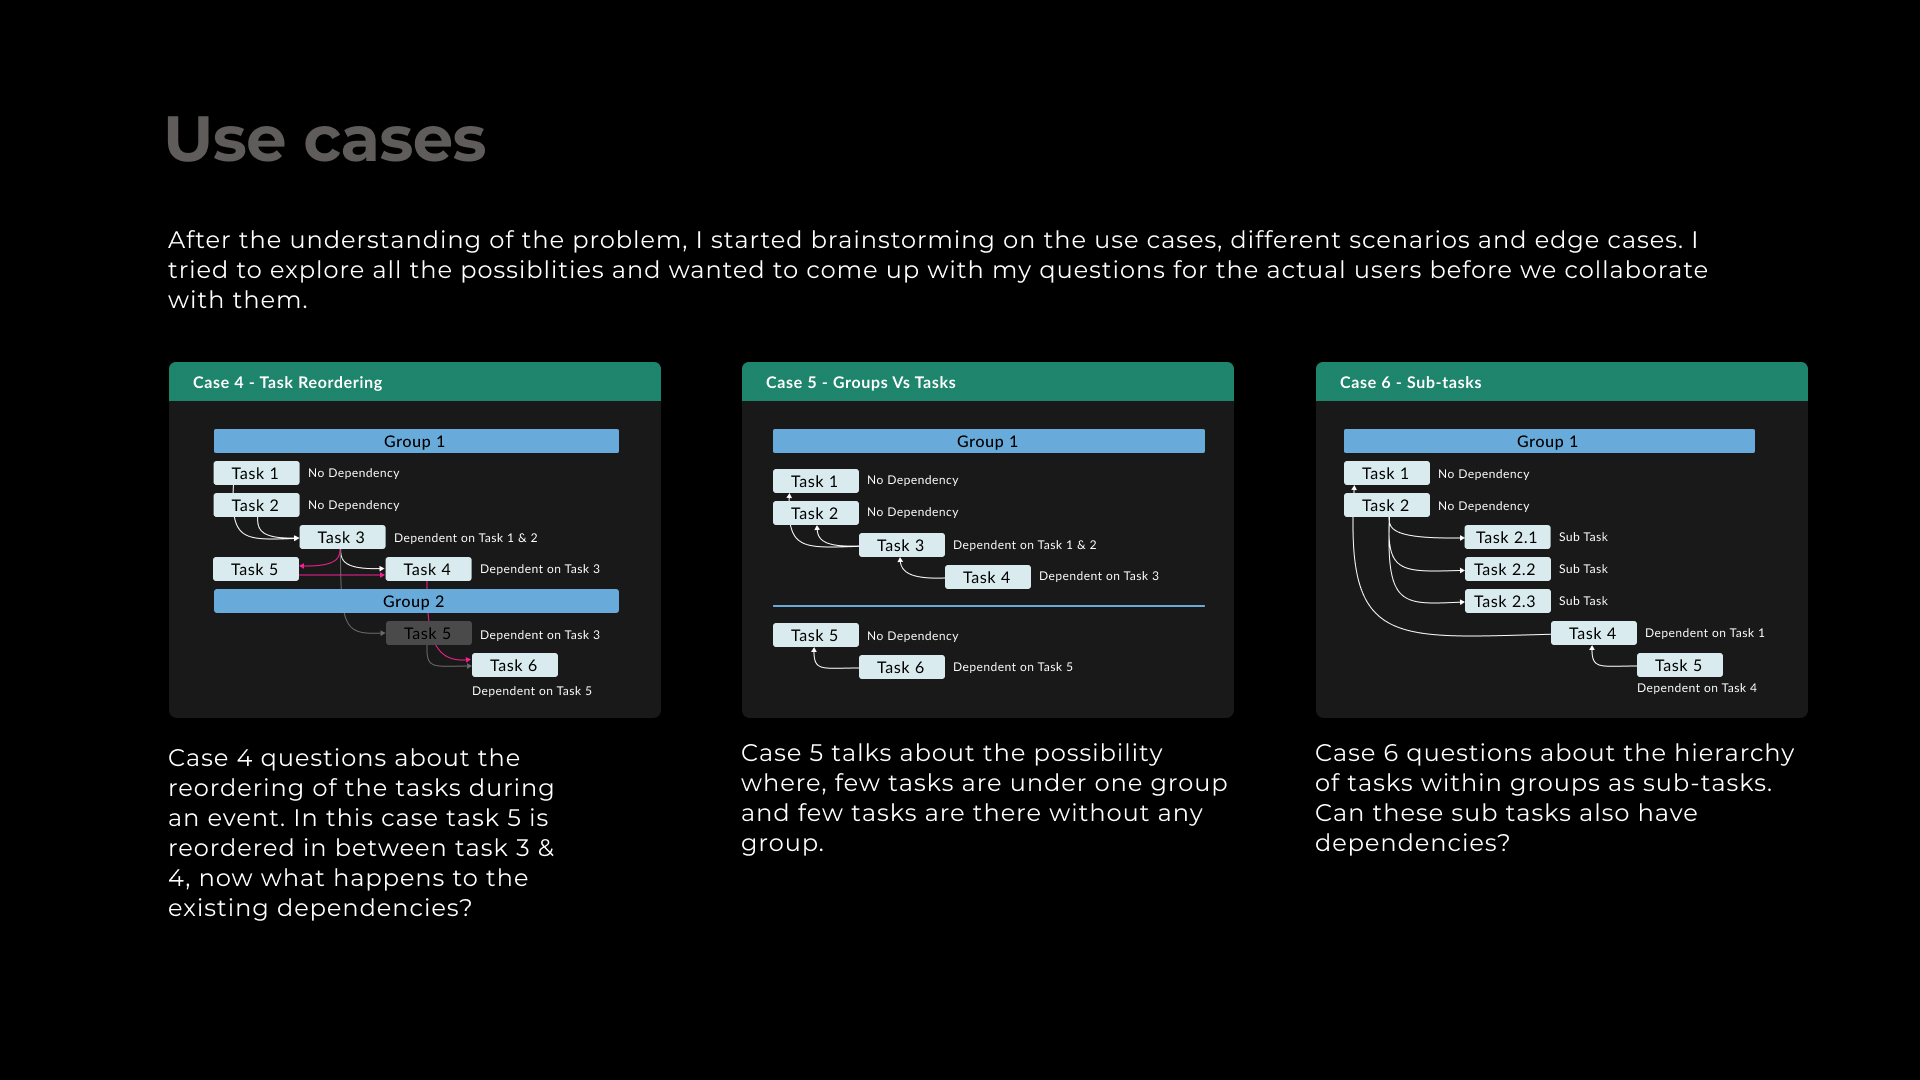 Use cases
After the understanding of the problem, I started brainstorming on the use cases, different scenarios and edge cases. I
tried to explore all the possiblities and wanted to come up with my questions for the actual users before we collaborate
with them.
Case 4 - Task Reordering
Group 1
Task 1 No Dependency
Task 2 No Dependency
Task 3 Dependent on Task 1 & 2
Task 5 Task 4 Dependent on Task 3
Group 2
Task 5 Dependent on Task 3
Task 6
Dependent on Task 5
Case 4 questions about the
reordering of the tasks during
an event. In this case task 5 is
reordered in between task 3 &
4, now what happens to the
existing dependencies?
Case 5 - Groups Vs Tasks
Group 1
Task 1 No Dependency
Task 2 No Dependency
Task 3 Dependent on Task 1 & 2
Task 4 Dependent on Task 3
Task 5 No Dependency
Task 6 Dependent on Task 5
Case 5 talks about the possibility
where, few tasks are under one group
and few tasks are there without any
group.
Case 6 - Sub-tasks
Group 1
Task 1 No Dependency
Task 2 No Dependency
Task 2.1 Sub Task
Task 2.2 Sub Task
Task 2.3 Sub Task
Task 4 Dependent on Task 1
Task 5
Dependent on Task 4
Case 6 questions about the hierarchy
of tasks within groups as sub-tasks.
Can these sub tasks also have
dependencies?